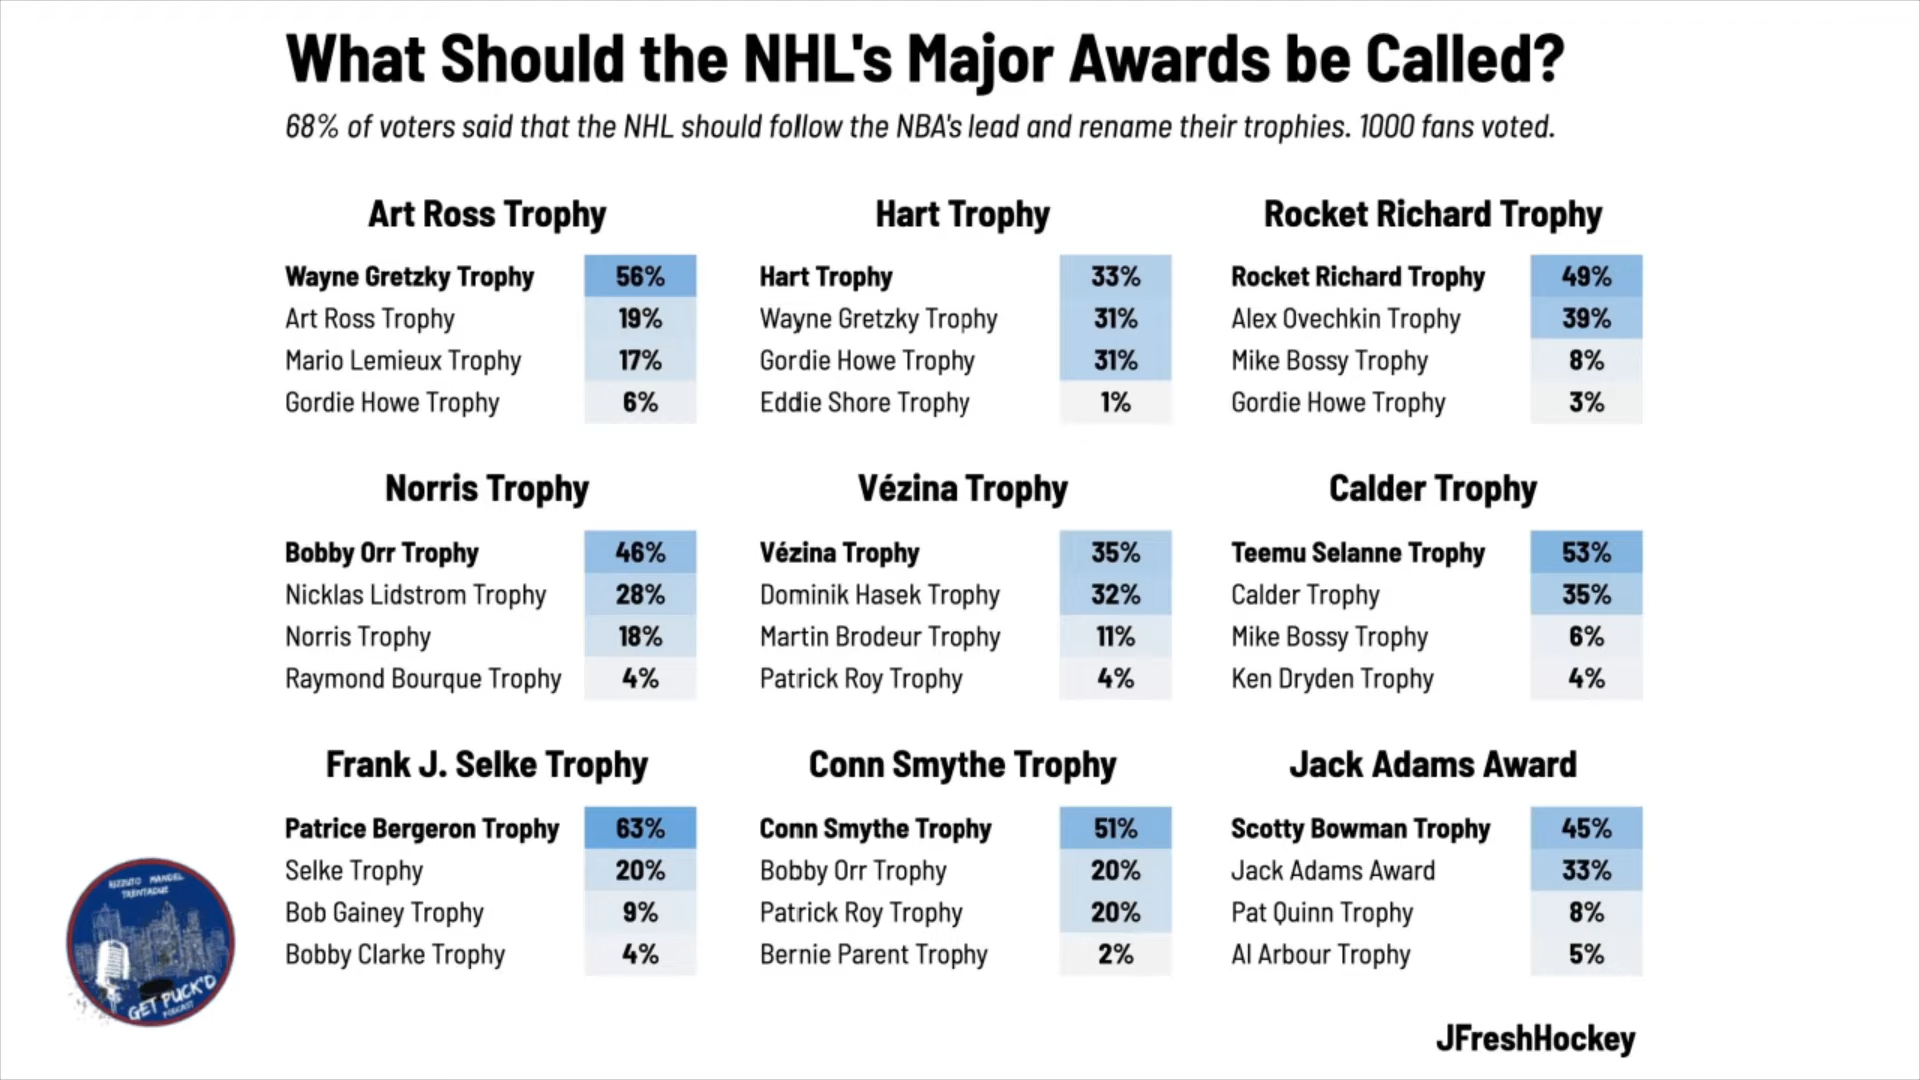 What Should the NHL's Major Awards be Called?
68% of voters said that the NHL should follow the NBA's lead and rename their trophies. 1000 fans voted.
Art Ross Trophy
Wayne Gretzky Trophy 56%
Art Ross Trophy 19%
Mario Lemieux Trophy 17%
Gordie Howe Trophy 6%
Hart Trophy
Hart Trophy 33%
Wayne Gretzky Trophy 31%
Gordie Howe Trophy 31%
Eddie Shore Trophy 1%
Rocket Richard Trophy
Rocket Richard Trophy 49%
Alex Ovechkin Trophy 39%
Mike Bossy Trophy 8%
Gordie Howe Trophy 3%
Norris Trophy
Bobby Orr Trophy 46%
Nicklas Lidstrom Trophy 28%
Norris Trophy 18%
Raymond Bourque Trophy 4%
Vézina Trophy
Vézina Trophy 35%
Dominik Hasek Trophy 32%
Martin Brodeur Trophy 11%
Patrick Roy Trophy 4%
Calder Trophy
Teemu Selanne Trophy 53%
Calder Trophy 35%
Mike Bossy Trophy 6%
Ken Dryden Trophy 4%
Frank J. Selke Trophy
Patrice Bergeron Trophy 63%
Selke Trophy 20%
Bob Gainey Trophy 9%
Bobby Clarke Trophy 4%
Conn Smythe Trophy
Conn Smythe Trophy 51%
Bobby Orr Trophy 20%
Patrick Roy Trophy 20%
Bernie Parent Trophy 2%
Jack Adams Award
Scotty Bowman Trophy 45%
Jack Adams Award 33%
Pat Quinn Trophy 8%
Al Arbour Trophy 5%
RIZZUTO MANDEL
TRENTADUE
GET PUCK'D
PODCAST
JFreshHockey